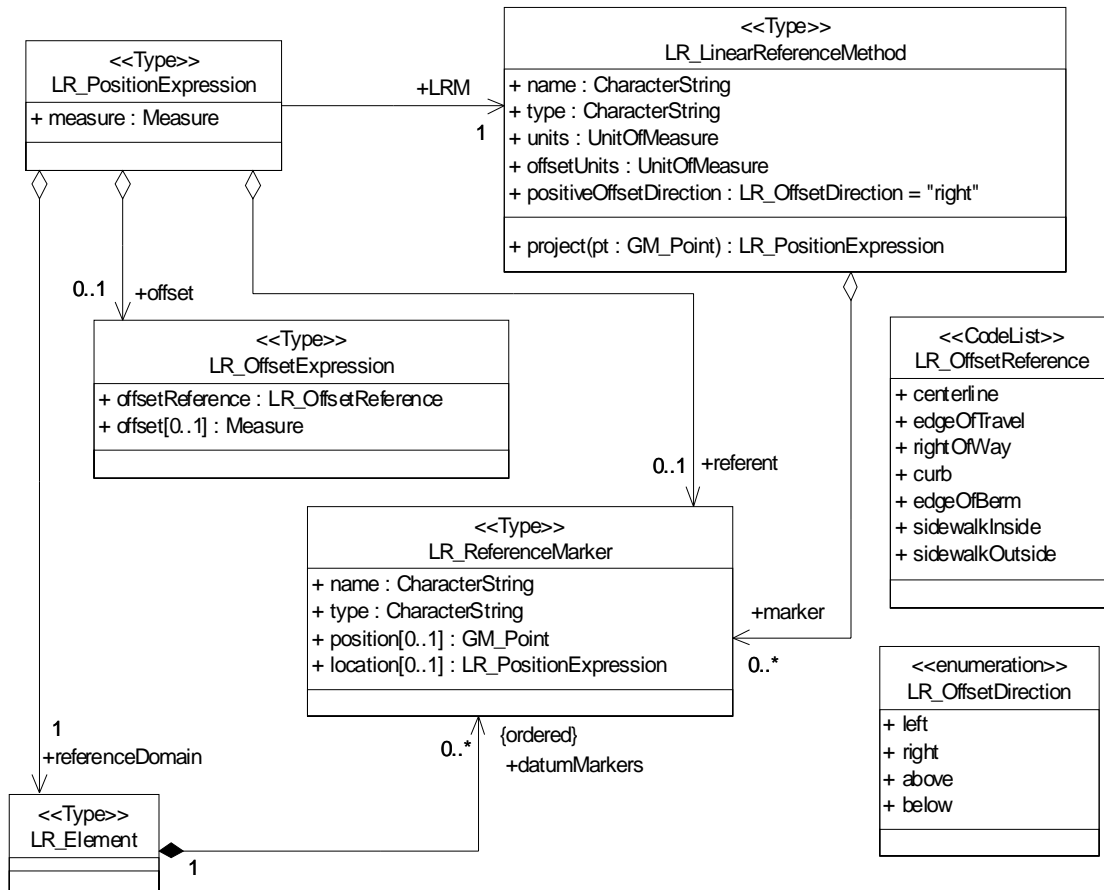 <<Type>>
LR_PositionExpression
+ measure : Measure
+LRM
1
<<Type>>
LR_LinearReferenceMethod
+ name : CharacterString
+ type : CharacterString
+ units : UnitOfMeasure
+ offsetUnits : UnitOfMeasure
+ positiveOffsetDirection : LR_OffsetDirection = "right"
+ project(pt : GM_Point) : LR_PositionExpression
0..1
+offset
<<Type>>
LR_OffsetExpression
+ offsetReference : LR_OffsetReference
+ offset[0..1] : Measure
<<CodeList>>
LR_OffsetReference
+ centerline
+ edgeOfTravel
+ rightOfWay
+ curb
+ edgeOfBerm
+ sidewalkInside
+ sidewalkOutside
0..1
+referent
<<Type>>
LR_ReferenceMarker
+ name : CharacterString
+ type : CharacterString
+ position[0..1] : GM_Point
+ location[0..1] : LR_PositionExpression
+marker
0..*
<<enumeration>>
LR_OffsetDirection
+ left
+ right
+ above
+ below
1
+referenceDomain
0..*
{ordered}
+datumMarkers
<<Type>>
LR_Element
1